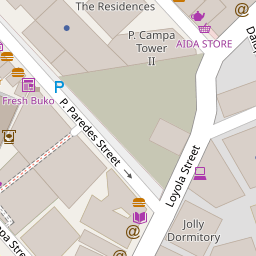 The Residences
P. Campa
Tower
II
AIDA STORE
P
Fresh Buko
P. Paredes Street
Loyola Street
Jolly
Dormitory